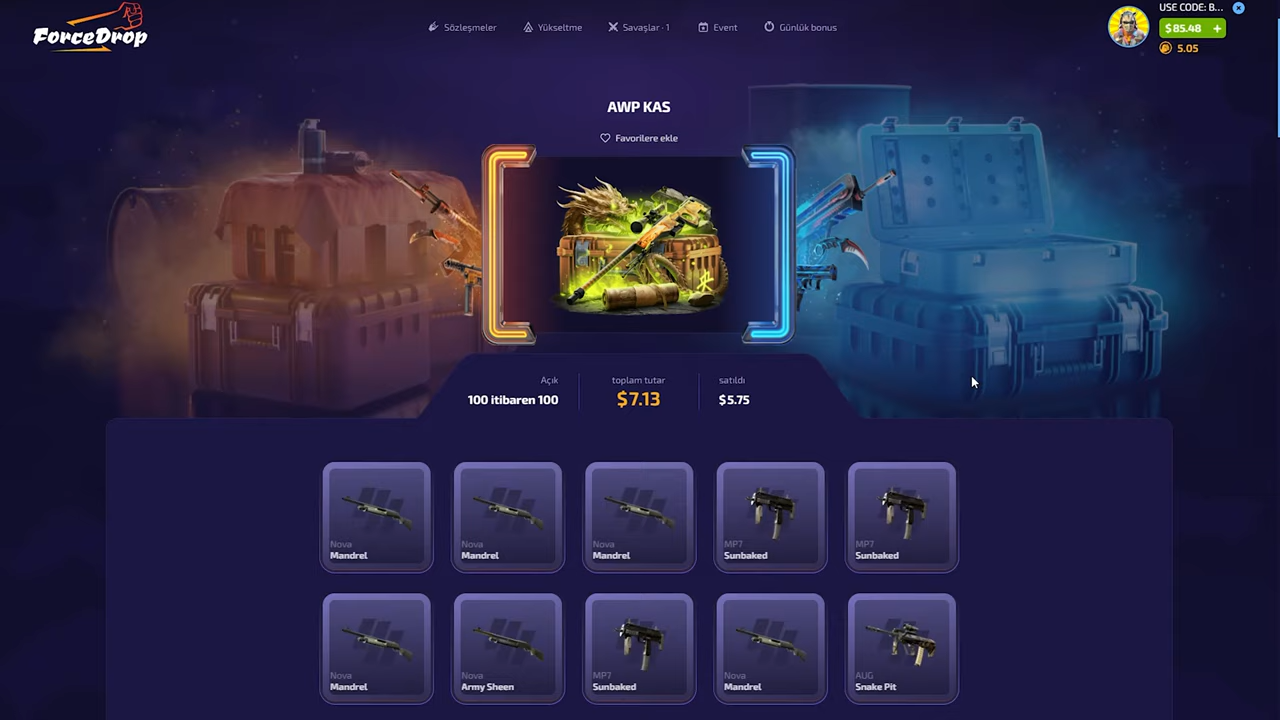 ForceDrop
Sözleşmeler
Yükseltme
Savaşlar · 1
Event
Günlük bonus
USE CODE: B...
$85.48 +
5.05
AWP KAS
Favorilere ekle
Açık
100 itibaren 100
toplam tutar
$7.13
satıldı
$5.75
Nova
Mandrel
Nova
Mandrel
Nova
Mandrel
MP7
Sunbaked
MP7
Sunbaked
Nova
Mandrel
Nova
Army Sheen
MP7
Sunbaked
Nova
Mandrel
AUG
Snake Pit